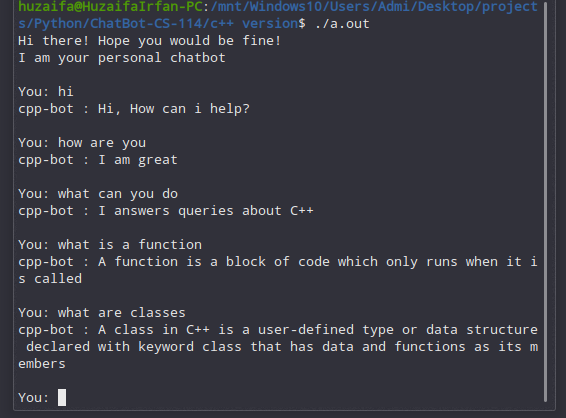 huzaifa@HuzaifaIrfan-PC:/mnt/Windows10/Users/Admi/Desktop/project
s/Python/ChatBot-CS-114/c++ version$ ./a.out
Hi there! Hope you would be fine!
I am your personal chatbot
You: hi
cpp-bot : Hi, How can i help?
You: how are you
cpp-bot : I am great
You: what can you do
cpp-bot : I answers queries about C++
You: what is a function
cpp-bot : A function is a block of code which only runs when it i
s called
You: what are classes
cpp-bot : A class in C++ is a user-defined type or data structure
declared with keyword class that has data and functions as its m
embers
You: